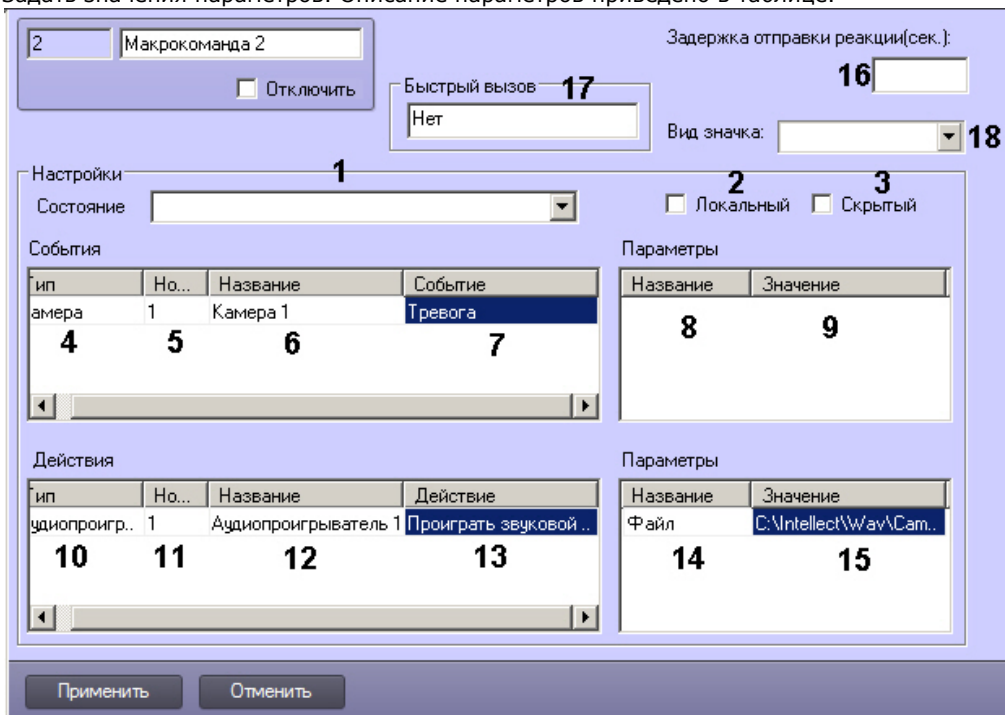 Задать значения параметров. Описание параметров приведено в таблице.
2 Макрокоманда 2
Отключить
Быстрый вызов 17
Нет
Задержка отправки реакции(сек.):
16
Вид значка: 18
Настройки 1
Состояние
2 3
Локальный Скрытый
События
Параметры
Тип Но... Название Событие
Название Значение
амера 1 Камера 1 Тревога
4 5 6 7
8 9
Действия
Параметры
Тип Но... Название Действие
Название Значение
удиопроигр.. 1 Аудиопроигрыватель 1 Проиграть звуковой ..
Файл C:\Intellect\Wav\Cam..
10 11 12 13
14 15
Применить Отменить